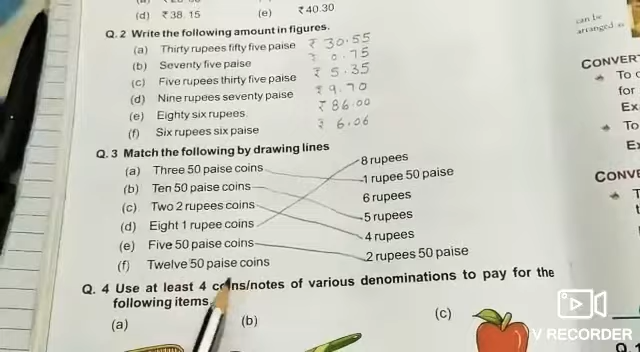 (d) ₹38. 15 (e) ₹40.30
can be
Q. 2 Write the following amount in figures.
arranged
(a) Thirty rupees fifty five paise ₹ 30.55
(b) Seventy five paise ₹ 0.75
(c) Five rupees thirty five paise ₹ 5.35
(d) Nine rupees seventy paise ₹ 9.70
(e) Eighty six rupees ₹ 86.00
(f) Six rupees six paise ₹ 6.06
CONVER
To
for
Ex
To
Q. 3 Match the following by drawing lines
(a) Three 50 paise coins 8 rupees
(b) Ten 50 paise coins 1 rupee 50 paise
(c) Two 2 rupees coins 6 rupees
(d) Eight 1 rupee coins 5 rupees
(e) Five 50 paise coins 4 rupees
(f) Twelve 50 paise coins 2 rupees 50 paise
CONV
Q. 4 Use at least 4 coins/notes of various denominations to pay for the
following items.
(a) (b) (c)
V RECORDER